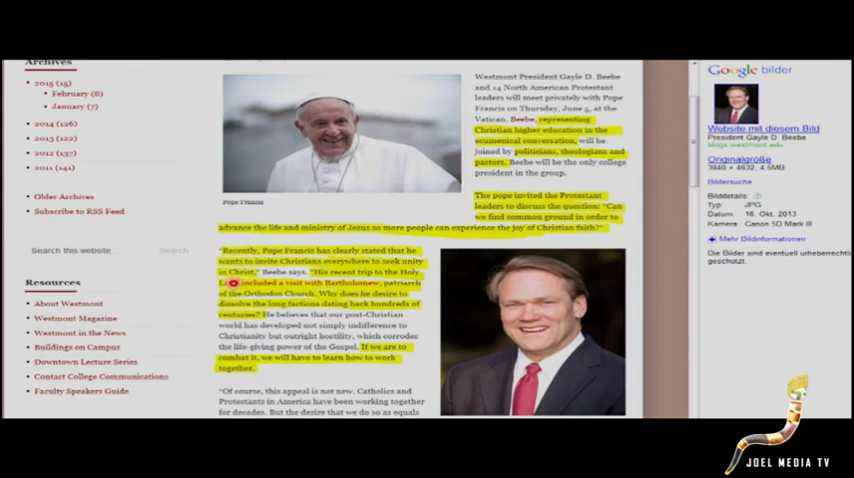 Archives
2015 (15)
February (8)
January (7)
2014 (126)
2013 (122)
2012 (137)
2011 (141)
Older Archives
Subscribe to RSS Feed
Search this website…
Search
Resources
About Westmont
Westmont Magazine
Westmont in the News
Buildings on Campus
Downtown Lecture Series
Contact College Communications
Faculty Speakers Guide
Pope Francis
Westmont President Gayle D. Beebe
and 14 North American Protestant
leaders will meet privately with Pope
Francis on Thursday, June 5, at the
Vatican. Beebe, representing
Christian higher education in the
ecumenical conversation, will be
joined by politicians, theologians and
pastors. Beebe will be the only college
president in the group.
The pope invited the Protestant
leaders to discuss the question: “Can
we find common ground in order to
advance the life and ministry of Jesus so more people can experience the joy of Christian faith.”
“Recently, Pope Francis has clearly stated that he
wants to invite Christians everywhere to seek unity
in Christ,” Beebe says. “His recent trip to the Holy
included a visit with Bartholomew, patriarch
of the Orthodox Church. Why does he desire to
dissolve the long factions dating back hundreds of
centuries? He believes that our post-Christian
world has developed not simply indifference to
Christianity but outright hostility, which corrodes
the life-giving power of the Gospel. If we are to
combat it, we will have to learn how to work
together.
“Of course, this appeal is not new. Catholics and
Protestants in America have been working together
for decades. But the desire that we do so as equals
Google bilder
Website mit diesem Bild
President Gayle D. Beebe
blogs.westmont.edu
Originalgröße
3840 × 4632, 4.5MB
Bildersuche
Bilddetails:
Typ: JPG
Datum: 16. Okt. 2013
Kamera: Canon 5D Mark III
Mehr Bildinformationen
Die Bilder sind eventuell urheberrechtli
geschützt.
JOEL MEDIA TV